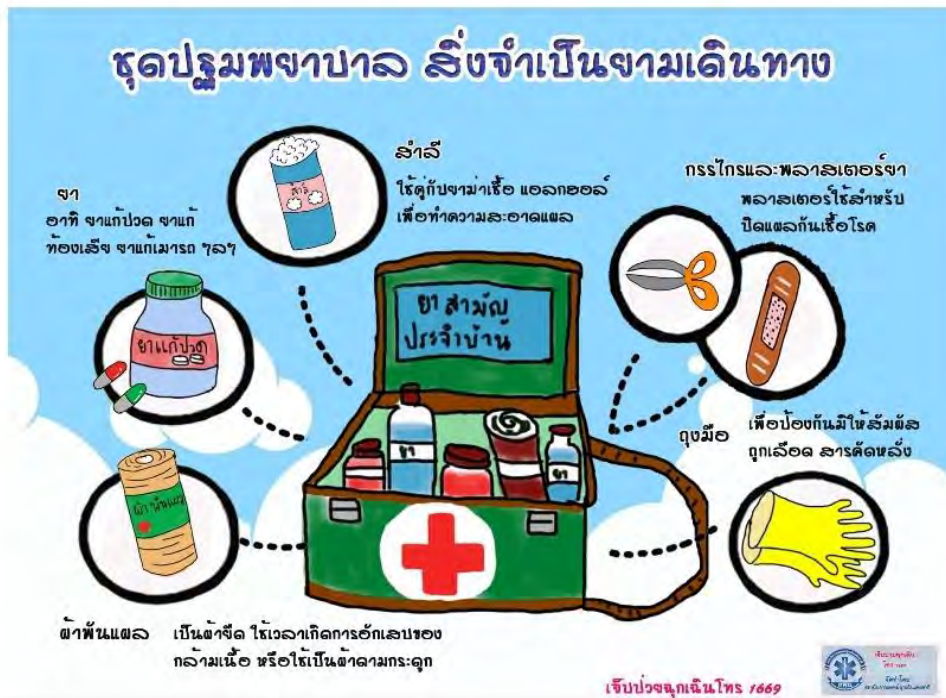 ชุดปฐมพยาบาล สิ่งจำเป็นยามเดินทาง
สำลี
ใช้คู่กับยาฆ่าเชื้อ แอลกอฮอล์
เพื่อทำความสะอาดแผล
กรรไกรและพลาสเตอร์ยา
พลาสเตอร์ใช้สำหรับ
ปิดแผลกันเชื้อโรค
ยา
อาทิ ยาแก้ปวด ยาแก้
ท้องเสีย ยาแก้เมารถ ฯลฯ
สำลี
ยาแก้ปวด
ยาสามัญ
ประจำบ้าน
ยา
ยา
ถุงมือ
เพื่อป้องกันมิให้สัมผัส
ถูกเลือด สารคัดหลั่ง
ผ้าพันแผล
ผ้าพันแผล
เป็นผ้ายืด ใช้เวลาเกิดการอักเสบของ
กล้ามเนื้อ หรือใช้เป็นผ้าดามกระดูก
เจ็บป่วยฉุกเฉินโทร 1669